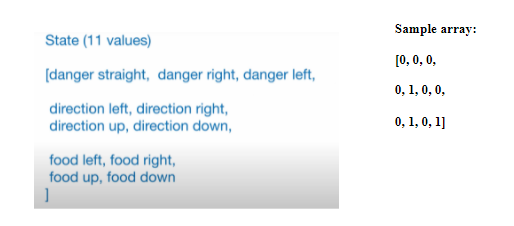 State (11 values)
[danger straight, danger right, danger left,
direction left, direction right,
direction up, direction down,
food left, food right,
food up, food down
]
Sample array:
[0, 0, 0,
0, 1, 0, 0,
0, 1, 0, 1]